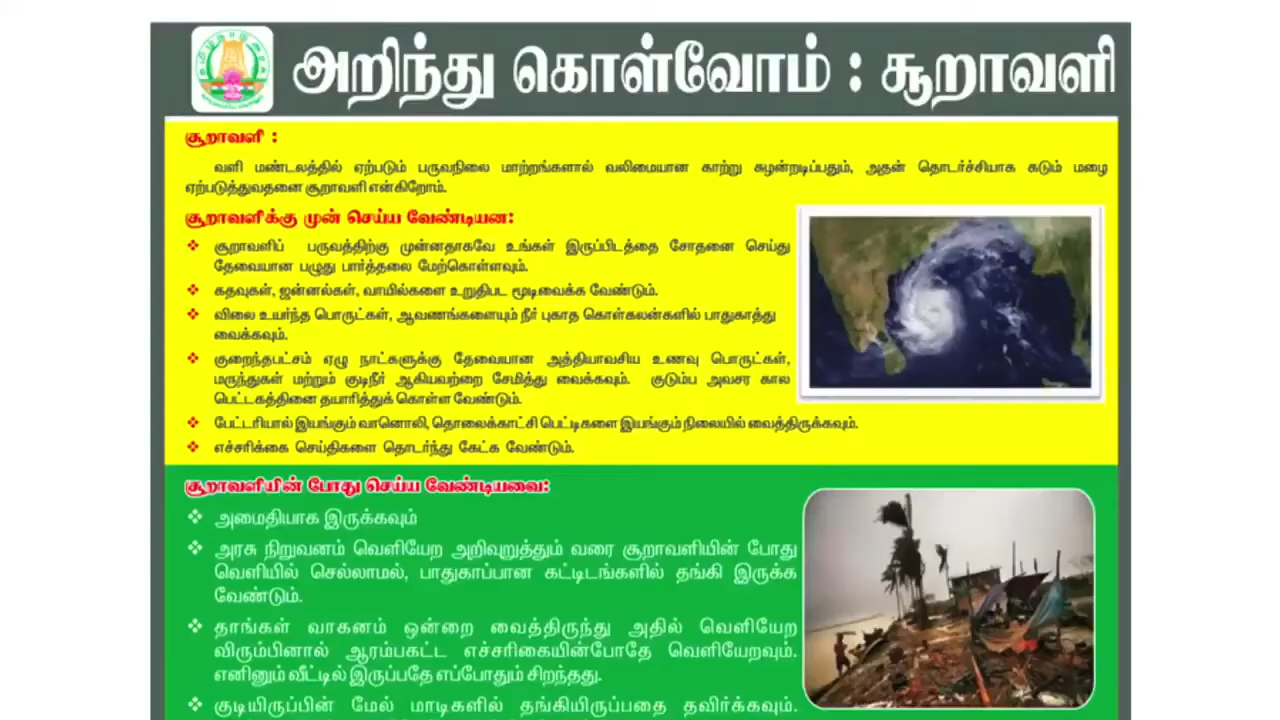 அறிந்து கொள்வோம் : சூறாவளி
சூறாவளி :
வளி மண்டலத்தில் ஏற்படும் பருவநிலை மாற்றங்களால் வலிமையான காற்று சுழன்றடிப்பதும், அதன் தொடர்ச்சியாக கடும் மழை
ஏற்படுத்துவதனை சூறாவளி என்கிறோம்.
சூறாவளிக்கு முன் செய்ய வேண்டியன:
❖ சூறாவளிப் பருவத்திற்கு முன்னதாகவே உங்கள் இருப்பிடத்தை சோதனை செய்து
தேவையான பழுது பார்த்தலை மேற்கொள்ளவும்.
❖ கதவுகள், ஜன்னல்கள், வாயில்களை உறுதிபட மூடிவைக்க வேண்டும்.
❖ விலை உயர்ந்த பொருட்கள், ஆவணங்களையும் நீர் புகாத கொள்கலன்களில் பாதுகாத்து
வைக்கவும்.
❖ குறைந்தபட்சம் ஏழு நாட்களுக்கு தேவையான அத்தியாவசிய உணவு பொருட்கள்,
மருந்துகள் மற்றும் குடிநீர் ஆகியவற்றை சேமித்து வைக்கவும். குடும்ப அவசர கால
பெட்டகத்தினை தயாரித்துக் கொள்ள வேண்டும்.
❖ பேட்டரியால் இயங்கும் வானொலி, தொலைக்காட்சி பெட்டிகளை இயங்கும் நிலையில் வைத்திருக்கவும்.
❖ எச்சரிக்கை செய்திகளை தொடர்ந்து கேட்க வேண்டும்.
சூறாவளியின் போது செய்ய வேண்டியவை:
❖ அமைதியாக இருக்கவும்
❖ அரசு நிறுவனம் வெளியேற அறிவுறுத்தும் வரை சூறாவளியின் போது
வெளியில் செல்லாமல், பாதுகாப்பான கட்டிடங்களில் தங்கி இருக்க
வேண்டும்.
❖ தாங்கள் வாகனம் ஒன்றை வைத்திருந்து அதில் வெளியேற
விரும்பினால் ஆரம்பகட்ட எச்சரிகையின்போதே வெளியேறவும்.
எனினும் வீட்டில் இருப்பதே எப்போதும் சிறந்தது.
❖ குடியிருப்பின் மேல் மாடிகளில் தங்கியிருப்பதை தவிர்க்கவும்.